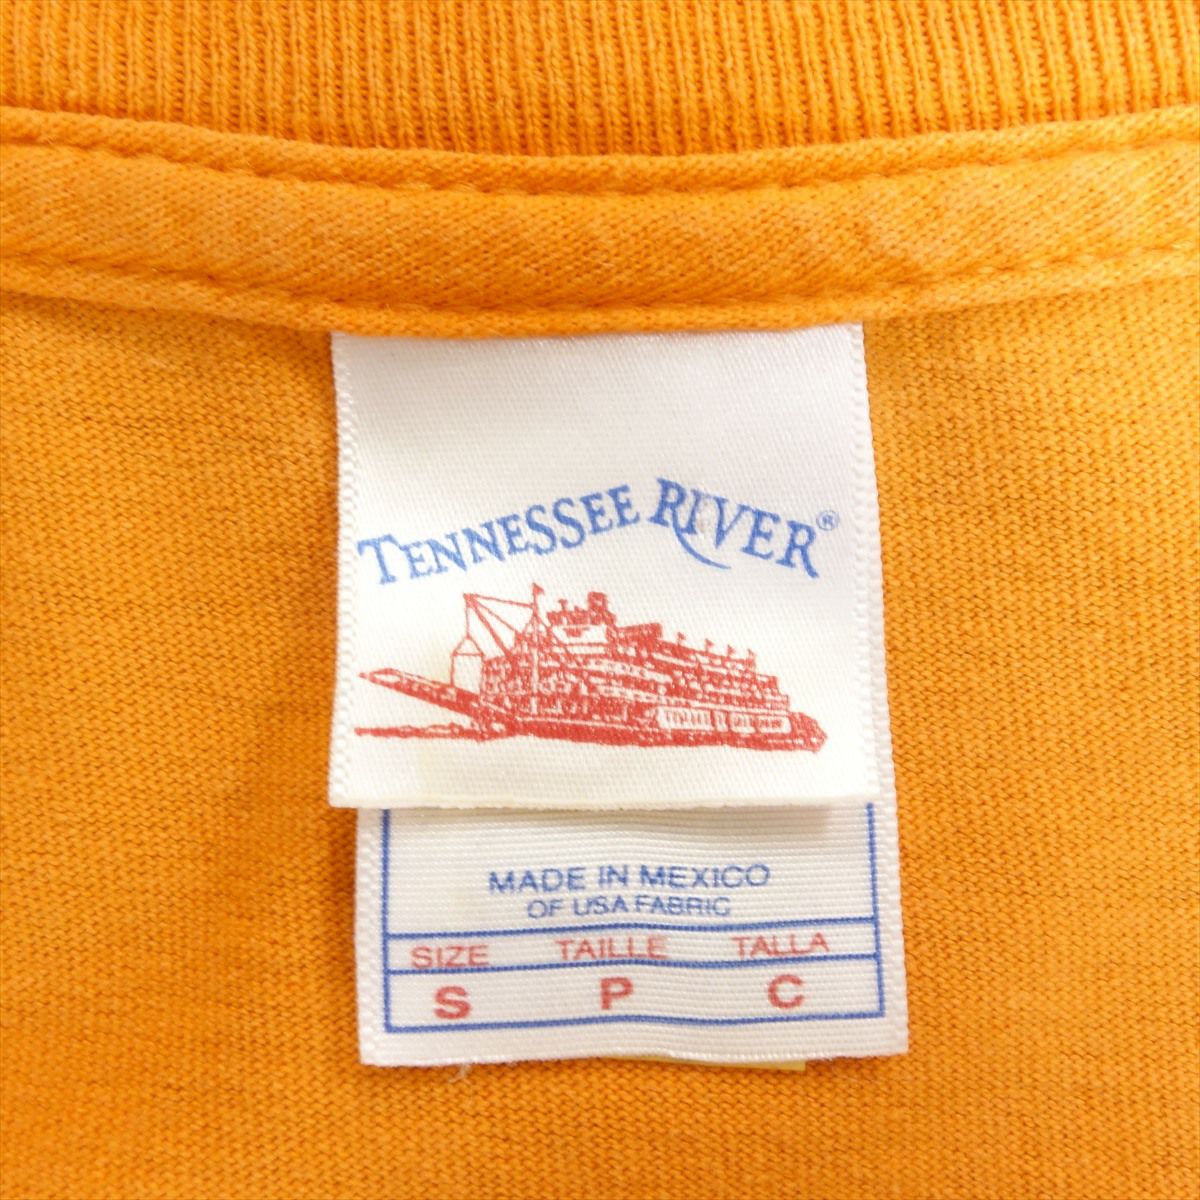 TENNESSEE RIVER®
MADE IN MEXICO
OF USA FABRIC
SIZE TAILLE TALLA
S P C